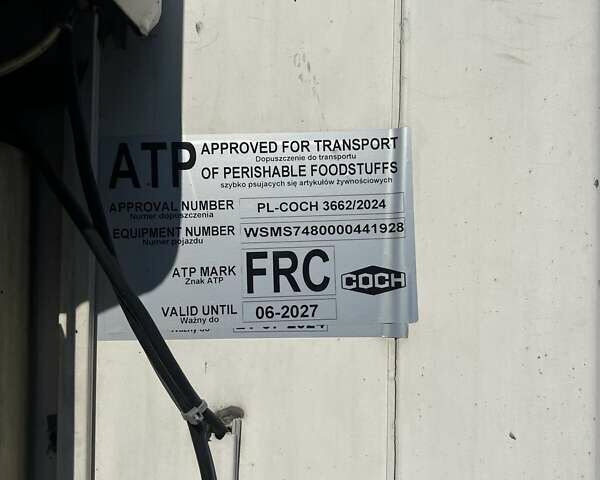 ATP
APPROVED FOR TRANSPORT
Dopuszczenie do transportu
OF PERISHABLE FOODSTUFFS
szybko psujących się artykułów żywnościowych
APPROVAL NUMBER PL-COCH 3662/2024
Numer dopuszczenia
EQUIPMENT NUMBER WSMS7480000441928
Numer pojazdu
ATP MARK FRC COCH
Znak ATP
VALID UNTIL 06-2027
Ważny do
Ważny do